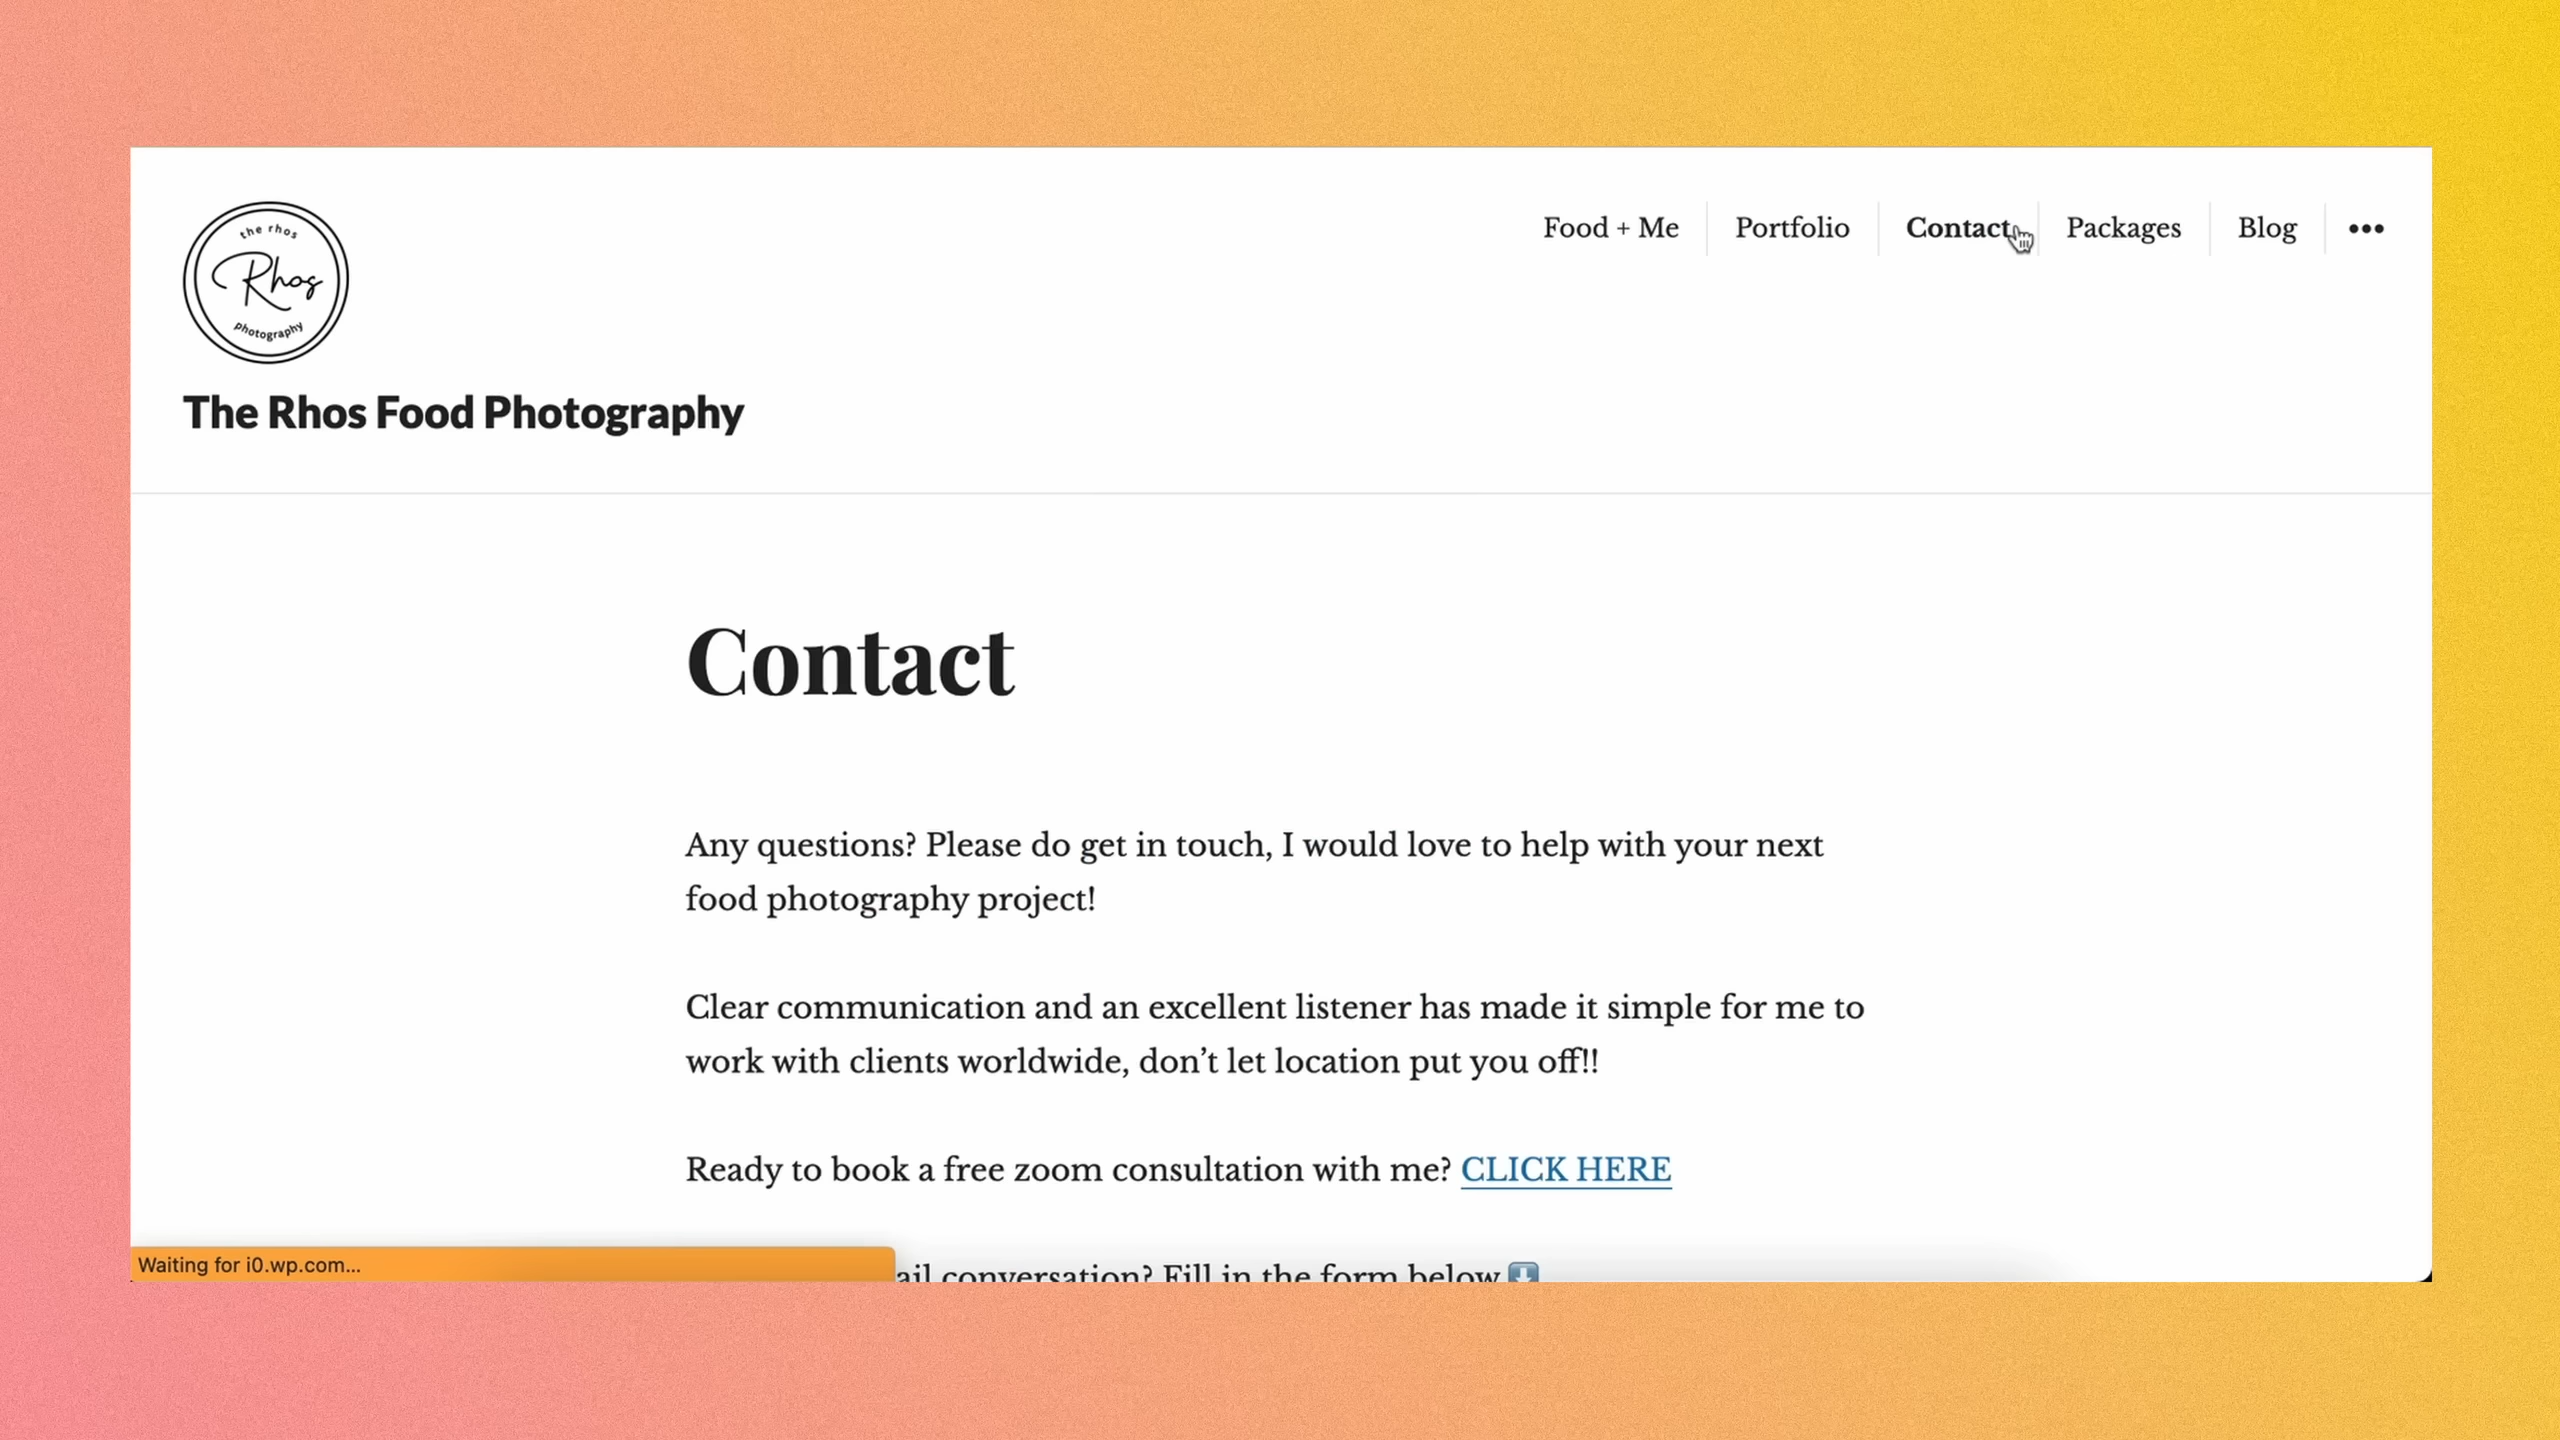 the rhos
Rhos
photography
The Rhos Food Photography
Food + Me
Portfolio
Contact
Packages
Blog
•••
Contact
Any questions? Please do get in touch, I would love to help with your next
food photography project!
Clear communication and an excellent listener has made it simple for me to
work with clients worldwide, don’t let location put you off!!
Ready to book a free zoom consultation with me? CLICK HERE
ail conversation? Fill in the form below ⬇️
Waiting for i0.wp.com...